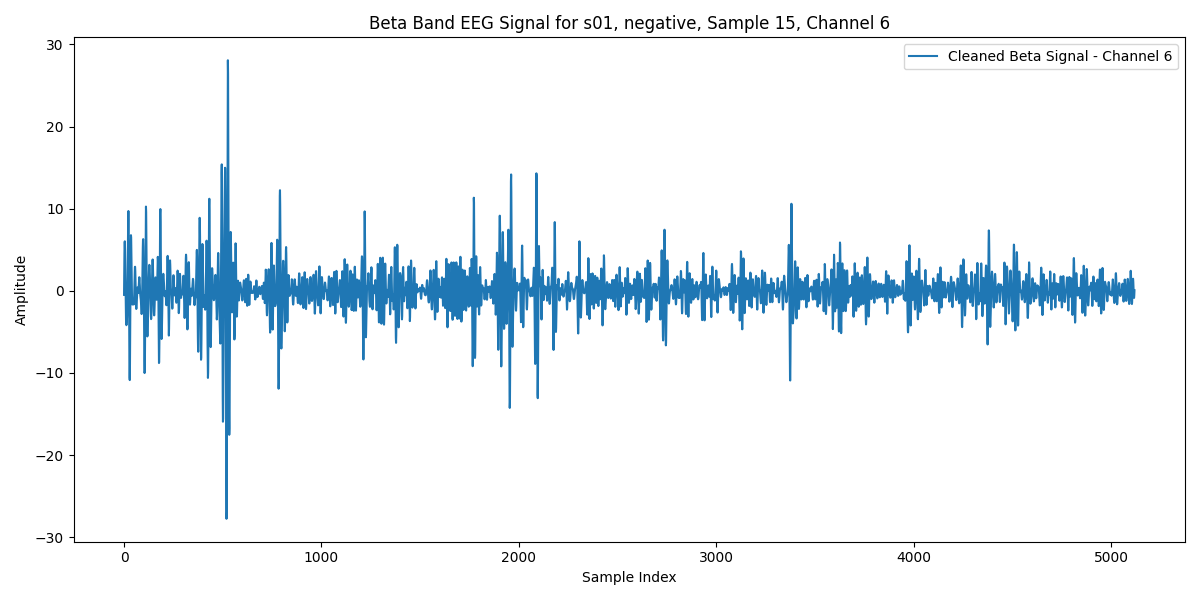 Beta Band EEG Signal for s01, negative, Sample 15, Channel 6
Cleaned Beta Signal - Channel 6
30
20
10
0
−10
−20
−30
Amplitude
0 1000 2000 3000 4000 5000
Sample Index